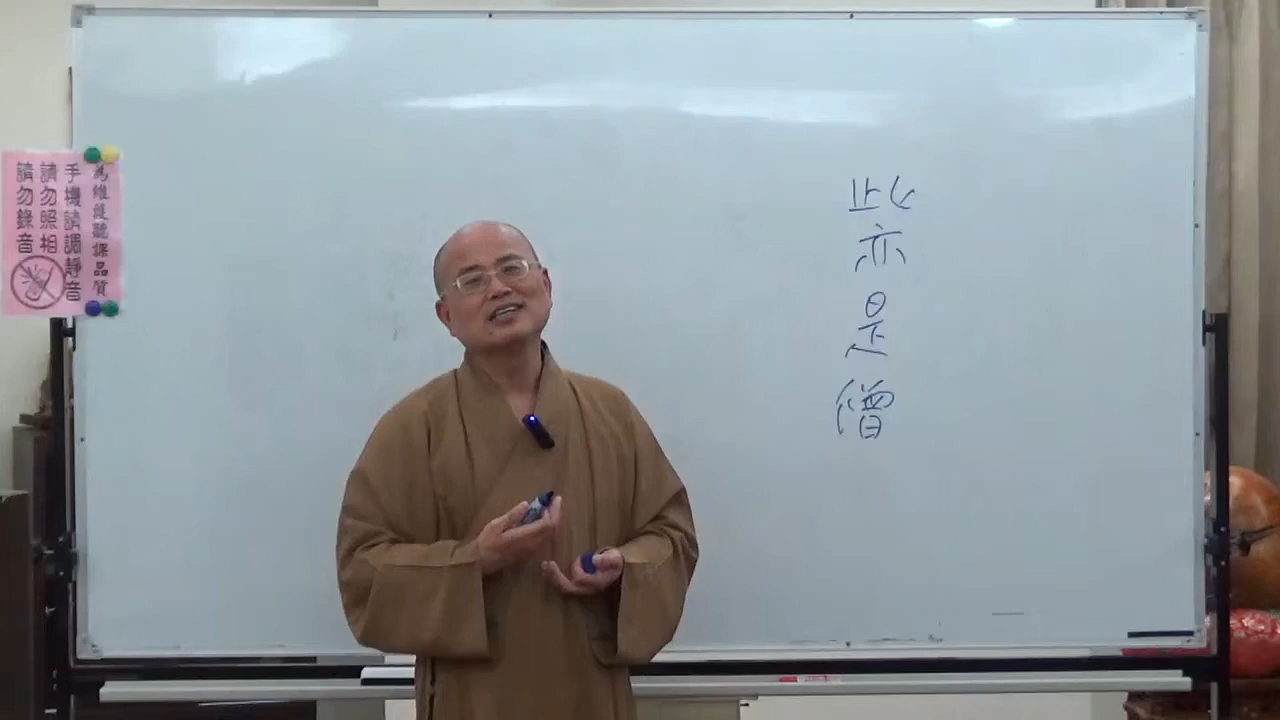 此亦是僧
為維護聽課品質
手機請調靜音
請勿照相
請勿錄音